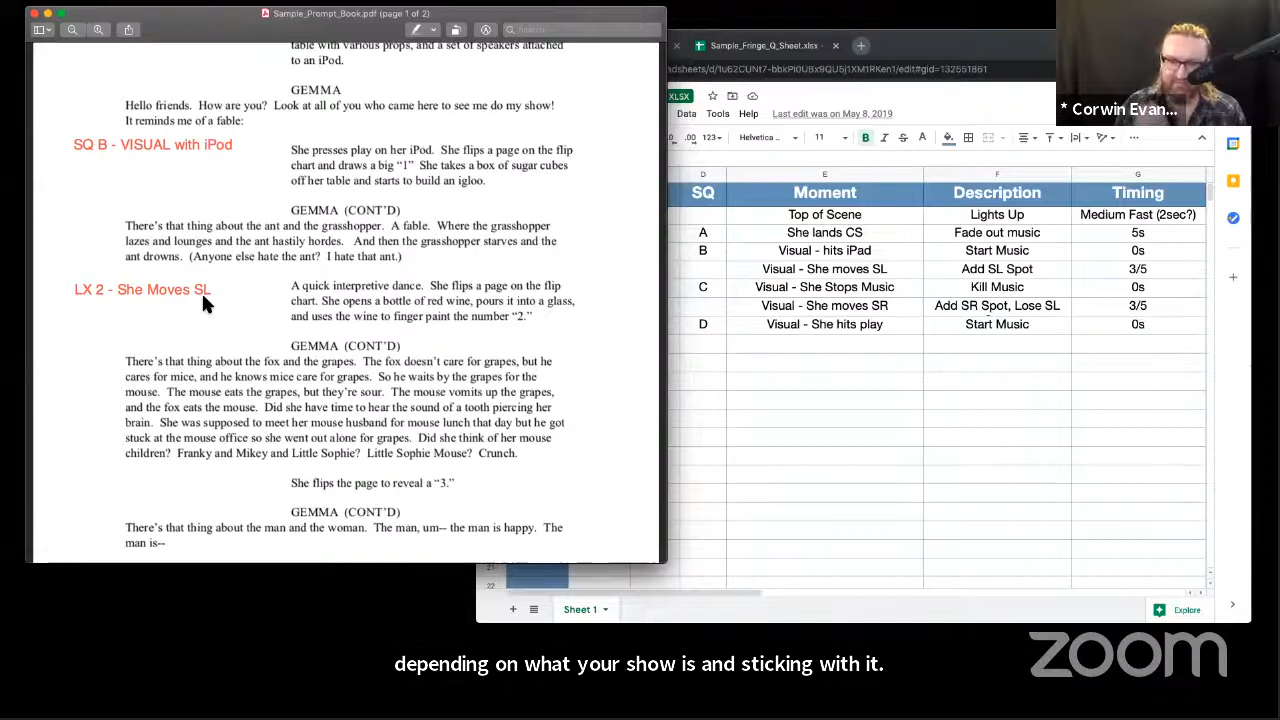 Sample_Prompt_Book.pdf (page 1 of 2)
Search
table with various props, and a set of speakers attached
to an iPod.
GEMMA
Hello friends. How are you? Look at all of you who came here to see me do my show!
It reminds me of a fable:
SQ B - VISUAL with iPod
She presses play on her iPod. She flips a page on the flip
chart and draws a big “1” She takes a box of sugar cubes
off her table and starts to build an igloo.
GEMMA (CONT’D)
There’s that thing about the ant and the grasshopper. A fable. Where the grasshopper
lazes and lounges and the ant hastily hordes. And then the grasshopper starves and the
ant drowns. (Anyone else hate the ant? I hate that ant.)
LX 2 - She Moves SL
A quick interpretive dance. She flips a page on the flip
chart. She opens a bottle of red wine, pours it into a glass,
and uses the wine to finger paint the number “2.”
GEMMA (CONT’D)
There’s that thing about the fox and the grapes. The fox doesn’t care for grapes, but he
cares for mice, and he knows mice care for grapes. So he waits by the grapes for the
mouse. The mouse eats the grapes, but they’re sour. The mouse vomits up the grapes,
and the fox eats the mouse. Did she have time to hear the sound of a tooth piercing her
brain. She was supposed to meet her mouse husband for mouse lunch that day but he got
stuck at the mouse office so she went out alone for grapes. Did she think of her mouse
children? Franky and Mikey and Little Sophie? Little Sophie Mouse? Crunch.
She flips the page to reveal a “3.”
GEMMA (CONT’D)
There’s that thing about the man and the woman. The man, um-- the man is happy. The
man is--
Sample_Fringe_Q_Sheet.xlsx
adsheets/d/1u62CUNt7-bbkPI0UBx9QU5j1XM1RKen1/edit#gid=132551861
XLSX
Data Tools Help Last edit was on May 8, 2019
.00 123 Helvetica ... 11 B I S A
D E F G
SQ Moment Description Timing
Top of Scene Lights Up Medium Fast (2sec?)
A She lands CS Fade out music 5s
B Visual - hits iPad Start Music 0s
Visual - She moves SL Add SL Spot 3/5
C Visual - She Stops Music Kill Music 0s
Visual - She moves SR Add SR Spot, Lose SL 3/5
D Visual - She hits play Start Music 0s
21
22
Sheet 1
Explore
* Corwin Evan...
depending on what your show is and sticking with it.
zoom